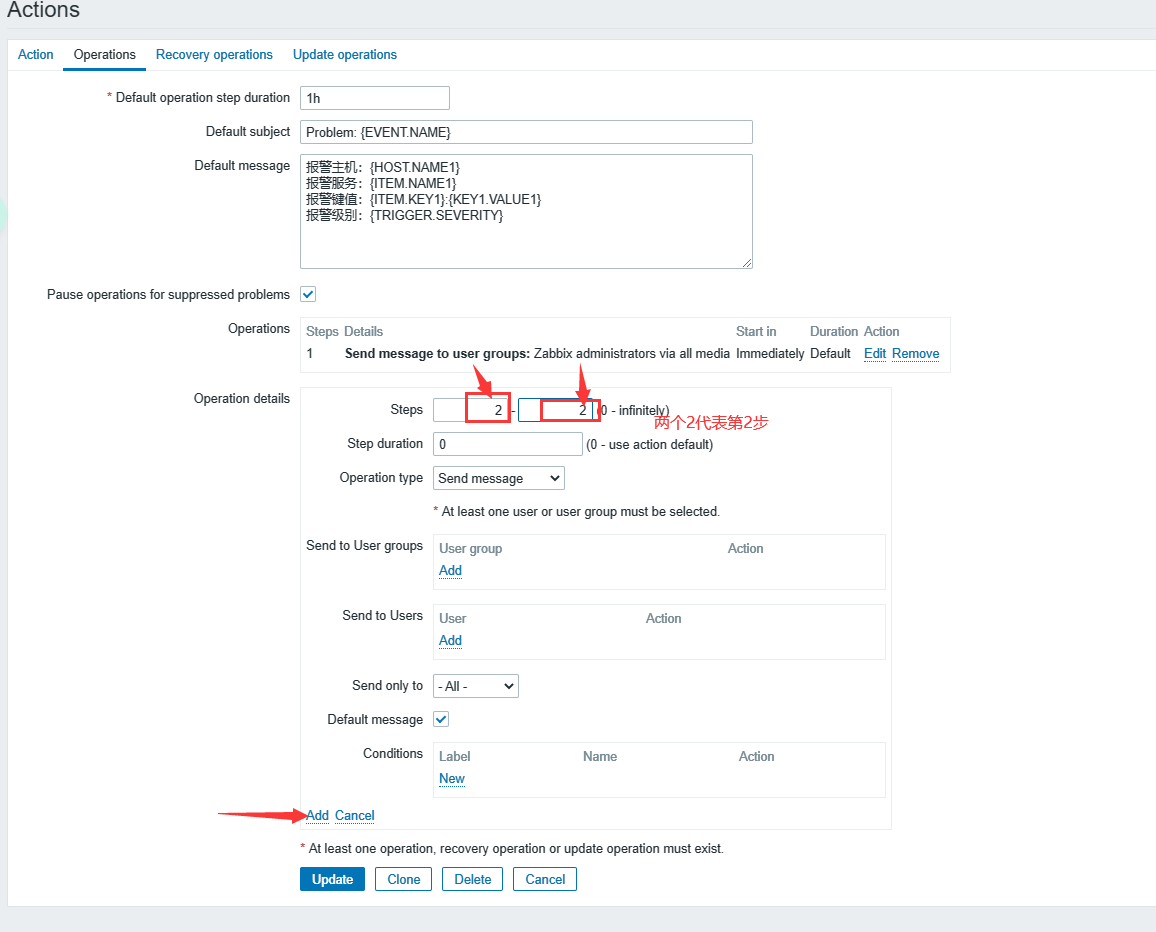 Actions
Action Operations Recovery operations Update operations
* Default operation step duration 1h
Default subject Problem: {EVENT.NAME}
Default message 报警主机：{HOST.NAME1}
报警服务：{ITEM.NAME1}
报警键值：{ITEM.KEY1}:{KEY1.VALUE1}
报警级别：{TRIGGER.SEVERITY}
Pause operations for suppressed problems
Operations Steps Details Start in Duration Action
1 Send message to user groups: Zabbix administrators via all media Immediately Default Edit Remove
Operation details
Steps 2 - 2 (0 - infinitely)
两个2代表第2步
Step duration 0 (0 - use action default)
Operation type Send message
* At least one user or user group must be selected.
Send to User groups User group Action
Add
Send to Users User Action
Add
Send only to - All -
Default message
Conditions Label Name Action
New
Add Cancel
* At least one operation, recovery operation or update operation must exist.
Update Clone Delete Cancel